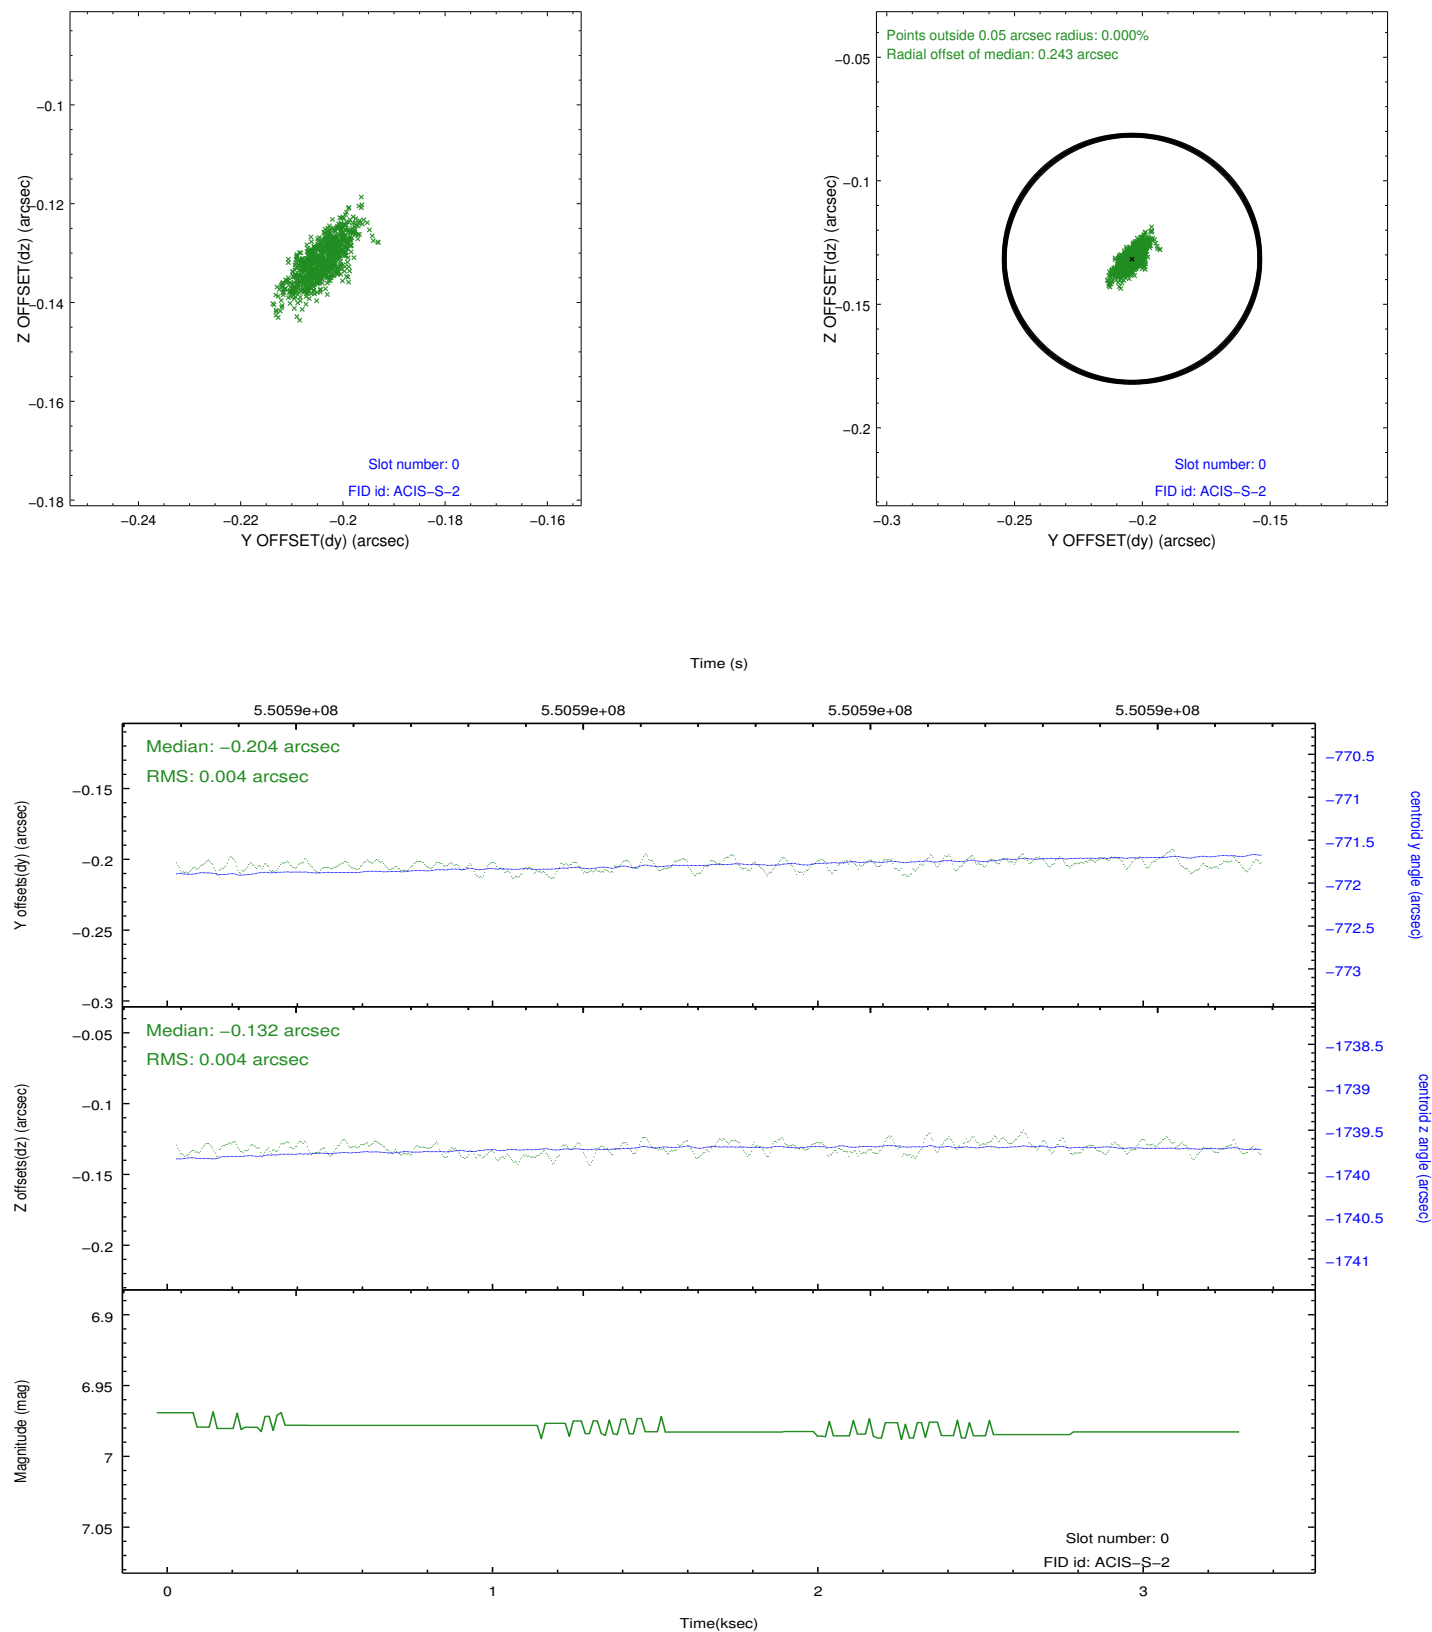 −0.1
−0.12
−0.14
−0.16
−0.18
Z OFFSET(dz) (arcsec)
Slot number: 0
FID id: ACIS−S−2
−0.24
−0.22
−0.2
−0.18
−0.16
Y OFFSET(dy) (arcsec)
Points outside 0.05 arcsec radius: 0.000%
Radial offset of median: 0.243 arcsec
−0.05
−0.1
−0.15
−0.2
Z OFFSET(dz) (arcsec)
Slot number: 0
FID id: ACIS−S−2
−0.3
−0.25
−0.2
−0.15
Y OFFSET(dy) (arcsec)
Time (s)
5.5059e+08
5.5059e+08
5.5059e+08
5.5059e+08
Median: −0.204 arcsec
RMS: 0.004 arcsec
−0.15
−0.2
−0.25
−0.3
Y offsets(dy) (arcsec)
−770.5
−771
−771.5
−772
−772.5
−773
centroid y angle (arcsec)
Median: −0.132 arcsec
RMS: 0.004 arcsec
−0.05
−0.1
−0.15
−0.2
Z offsets(dz) (arcsec)
−1738.5
−1739
−1739.5
−1740
−1740.5
−1741
centroid z angle (arcsec)
6.9
6.95
7
7.05
Magnitude (mag)
Slot number: 0
FID id: ACIS−S−2
0
1
2
3
Time(ksec)